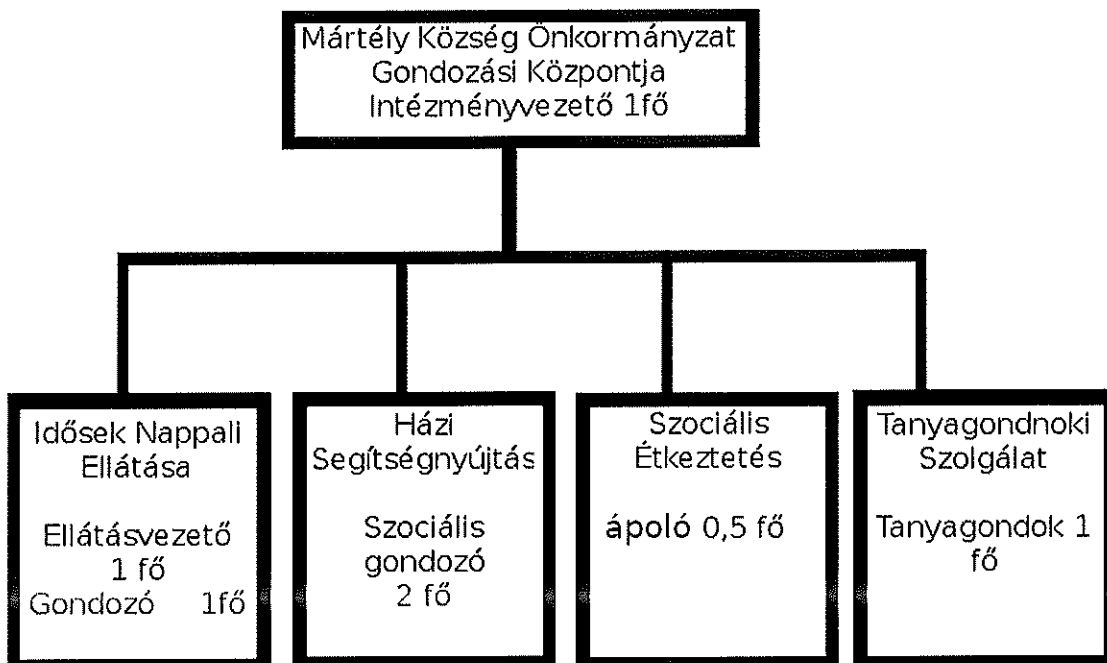 Mártély Község Önkormányzat
Gondozási Központja
Intézményvezető 1fő
Idősek Nappali
Ellátása
Ellátásvezető
1 fő
Gondozó 1fő
Házi
Segítségnyújtás
Szociális
gondozó
2 fő
Szociális
Étkeztetés
ápoló 0,5 fő
Tanyagondnoki
Szolgálat
Tanyagondok 1
fő